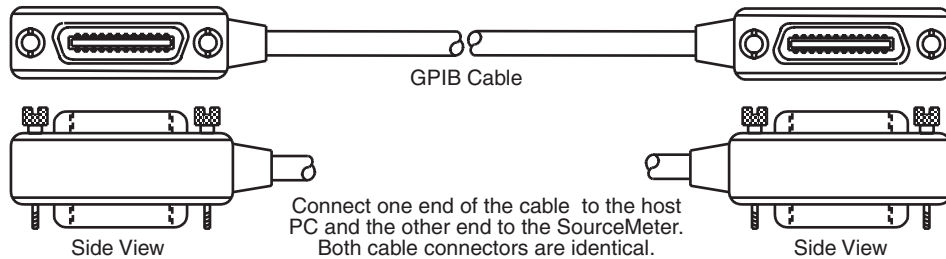 GPIB Cable
Connect one end of the cable to the host
PC and the other end to the SourceMeter.
Both cable connectors are identical.
Side View
Side View